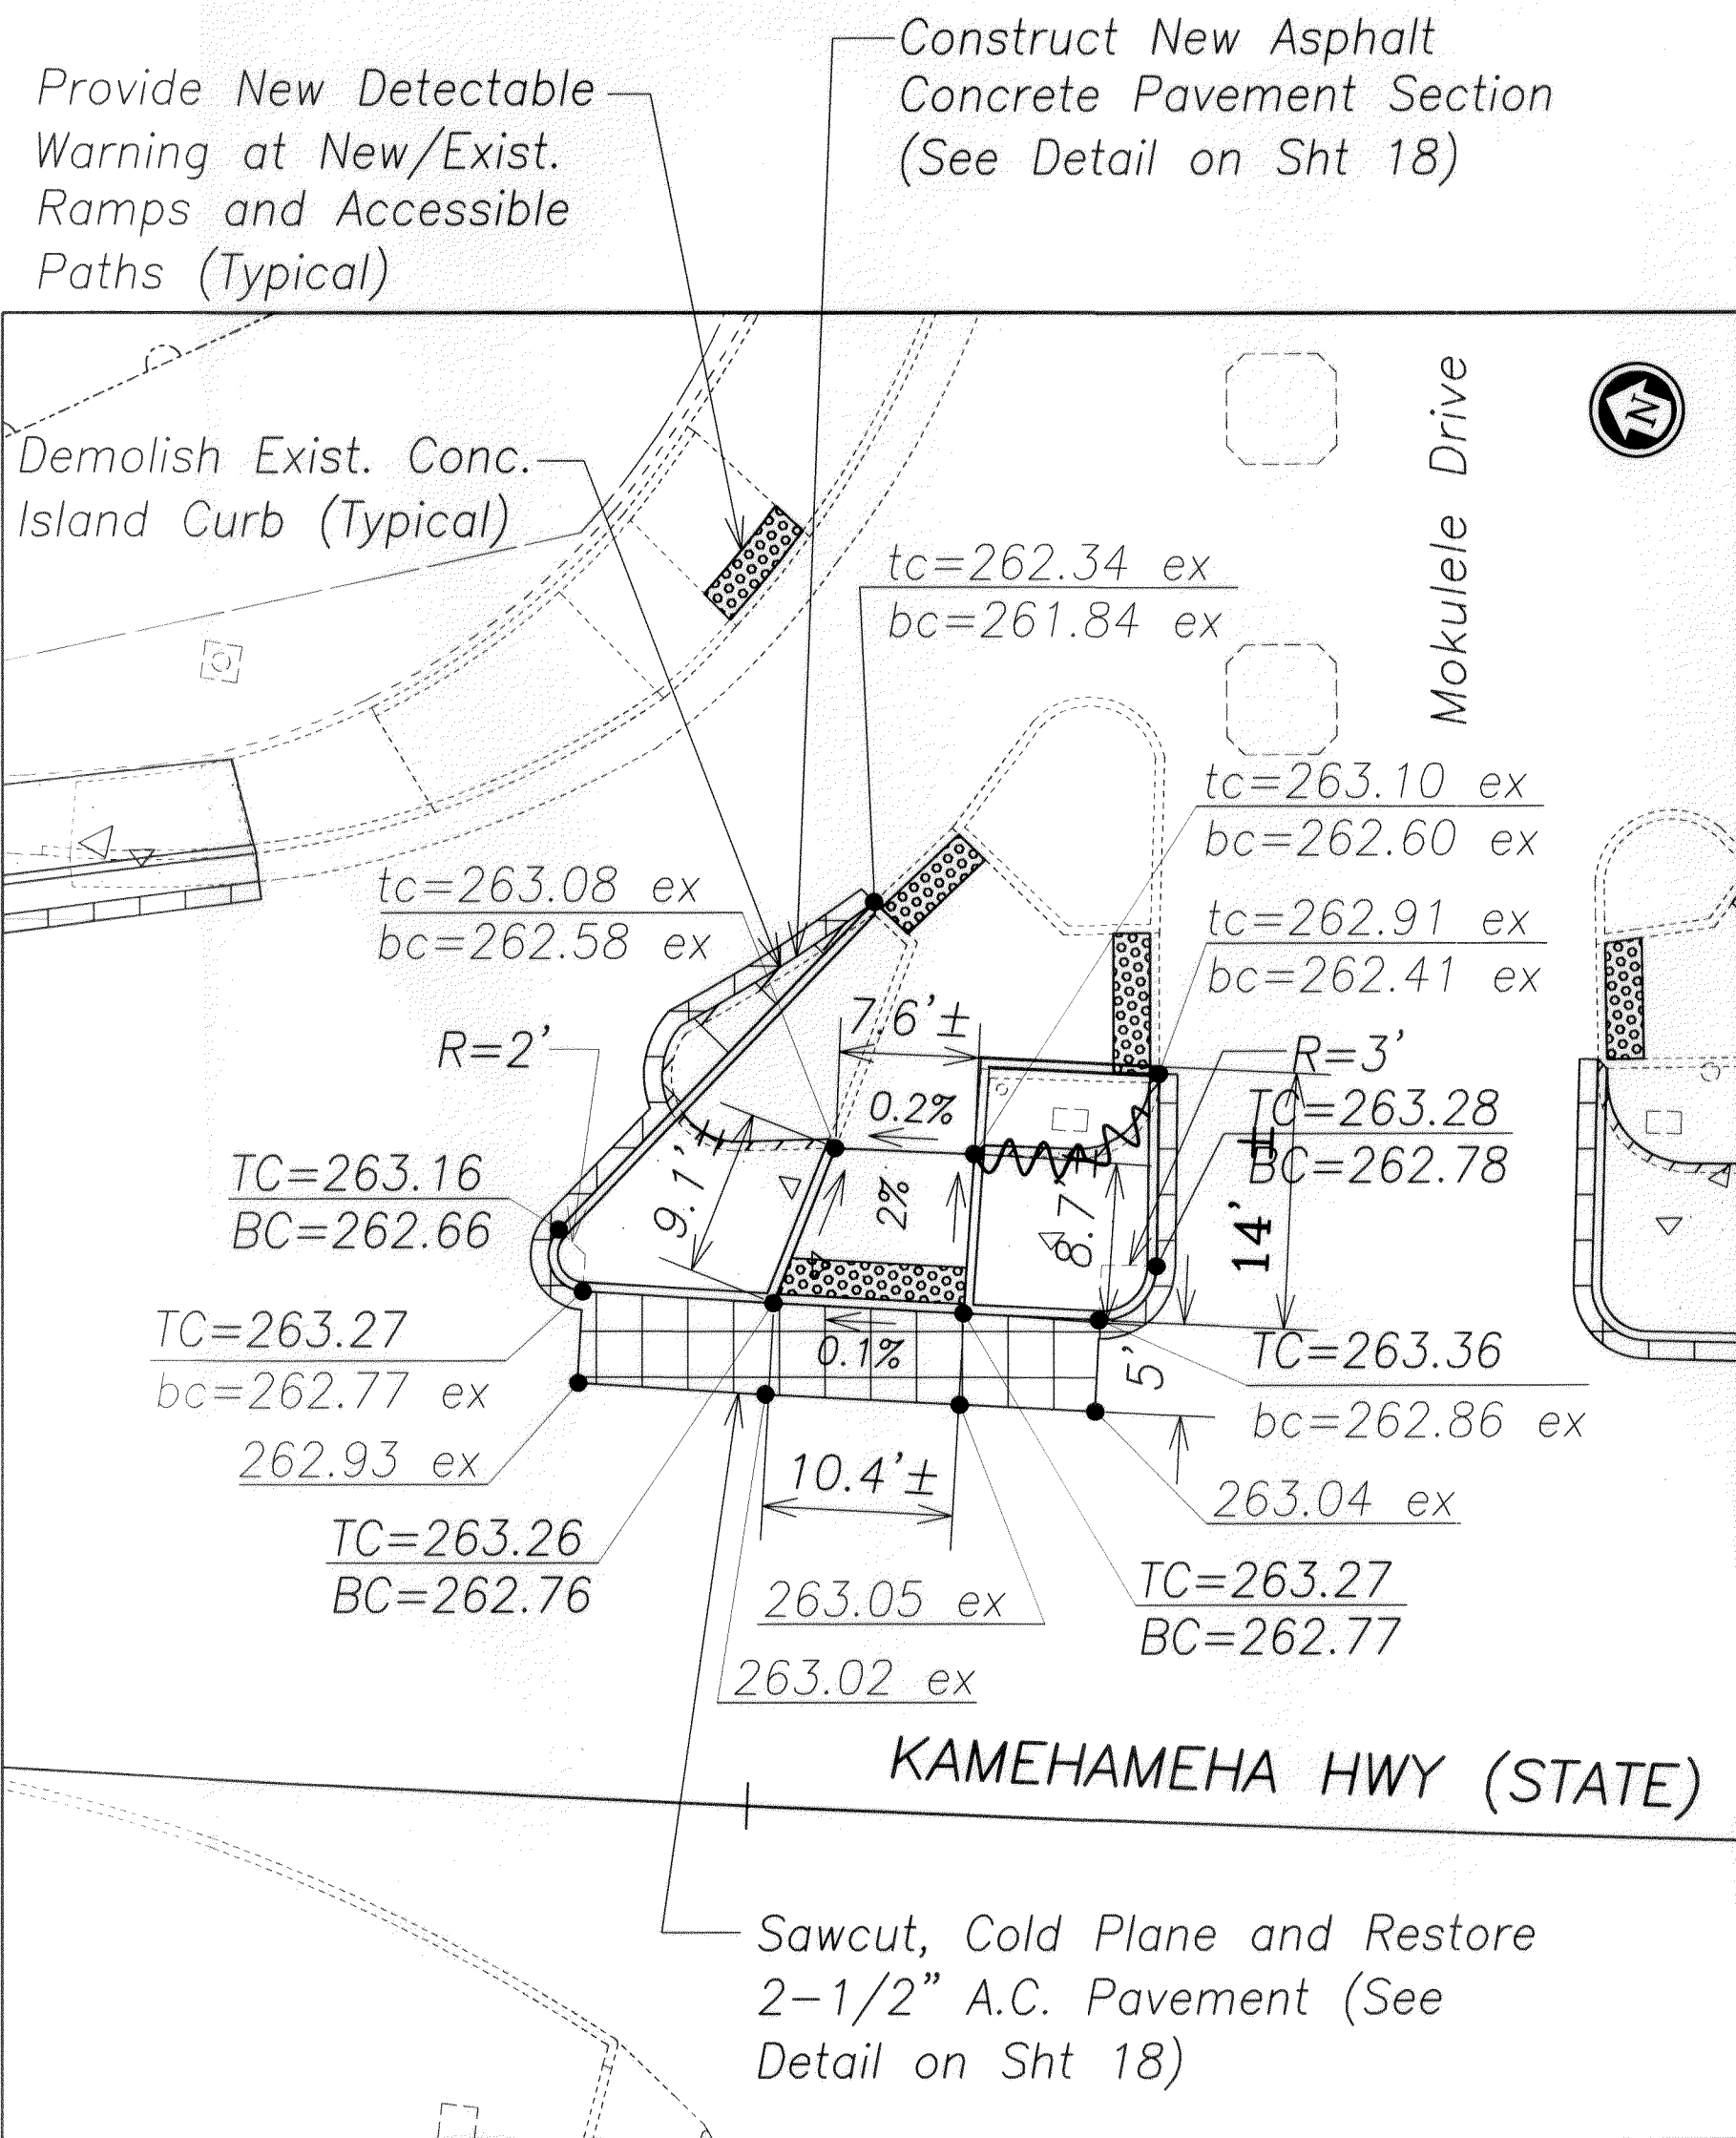 Construct New Asphalt
Concrete Pavement Section
(See Detail on Sht 18)
Provide New Detectable
Warning at New/Exist.
Ramps and Accessible
Paths (Typical)
Mokulele Drive
N
Demolish Exist. Conc.
Island Curb (Typical)
tc=262.34 ex
bc=261.84 ex
tc=263.10 ex
bc=262.60 ex
tc=263.08 ex
bc=262.58 ex
tc=262.91 ex
bc=262.41 ex
7.6'±
R=2'
R=3'
0.2%
TC=263.28
BC=262.78
TC=263.16
BC=262.66
9.1'
2%
8.7'
14'±
TC=263.27
bc=262.77 ex
0.1%
5'
TC=263.36
bc=262.86 ex
262.93 ex
10.4'±
263.04 ex
TC=263.26
BC=262.76
263.05 ex
TC=263.27
BC=262.77
263.02 ex
KAMEHAMEHA HWY (STATE)
Sawcut, Cold Plane and Restore
2-1/2" A.C. Pavement (See
Detail on Sht 18)